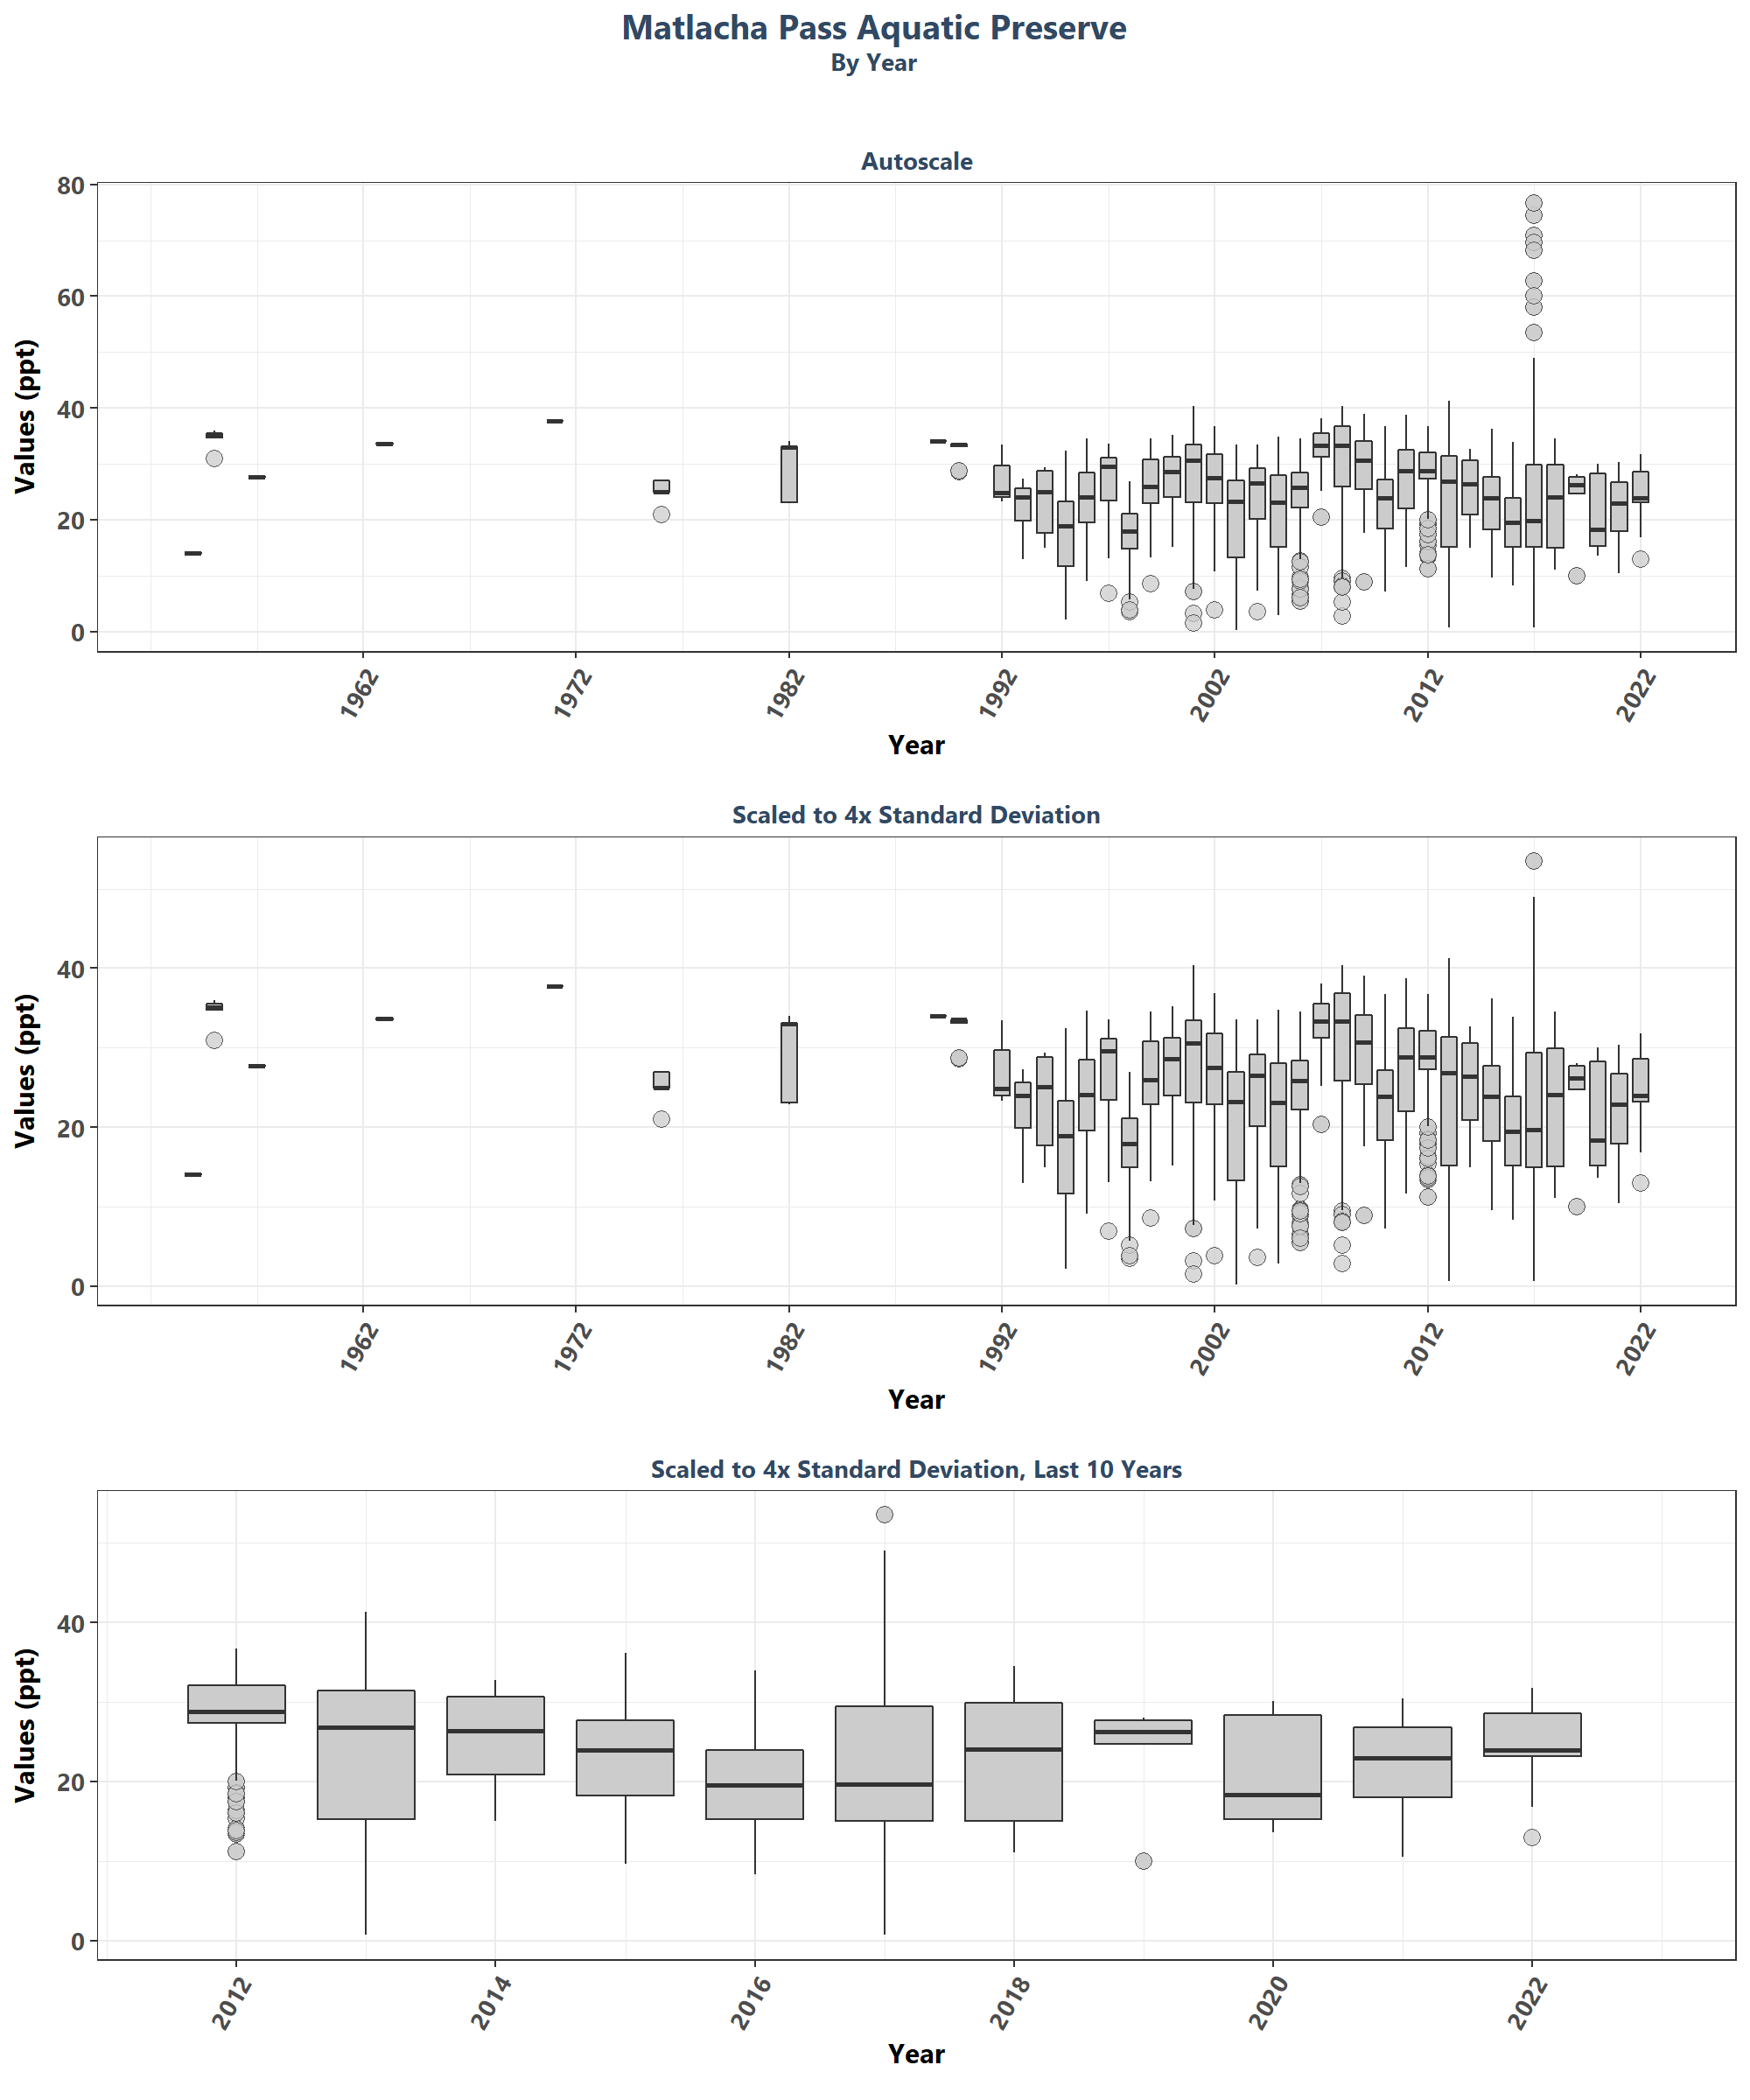 Matlacha Pass Aquatic Preserve
By Year
Autoscale
Values (ppt)
80
60
40
20
0
1962
1972
1982
1992
2002
2012
2022
Year
Scaled to 4x Standard Deviation
Values (ppt)
40
20
0
1962
1972
1982
1992
2002
2012
2022
Year
Scaled to 4x Standard Deviation, Last 10 Years
Values (ppt)
40
20
0
2012
2014
2016
2018
2020
2022
Year